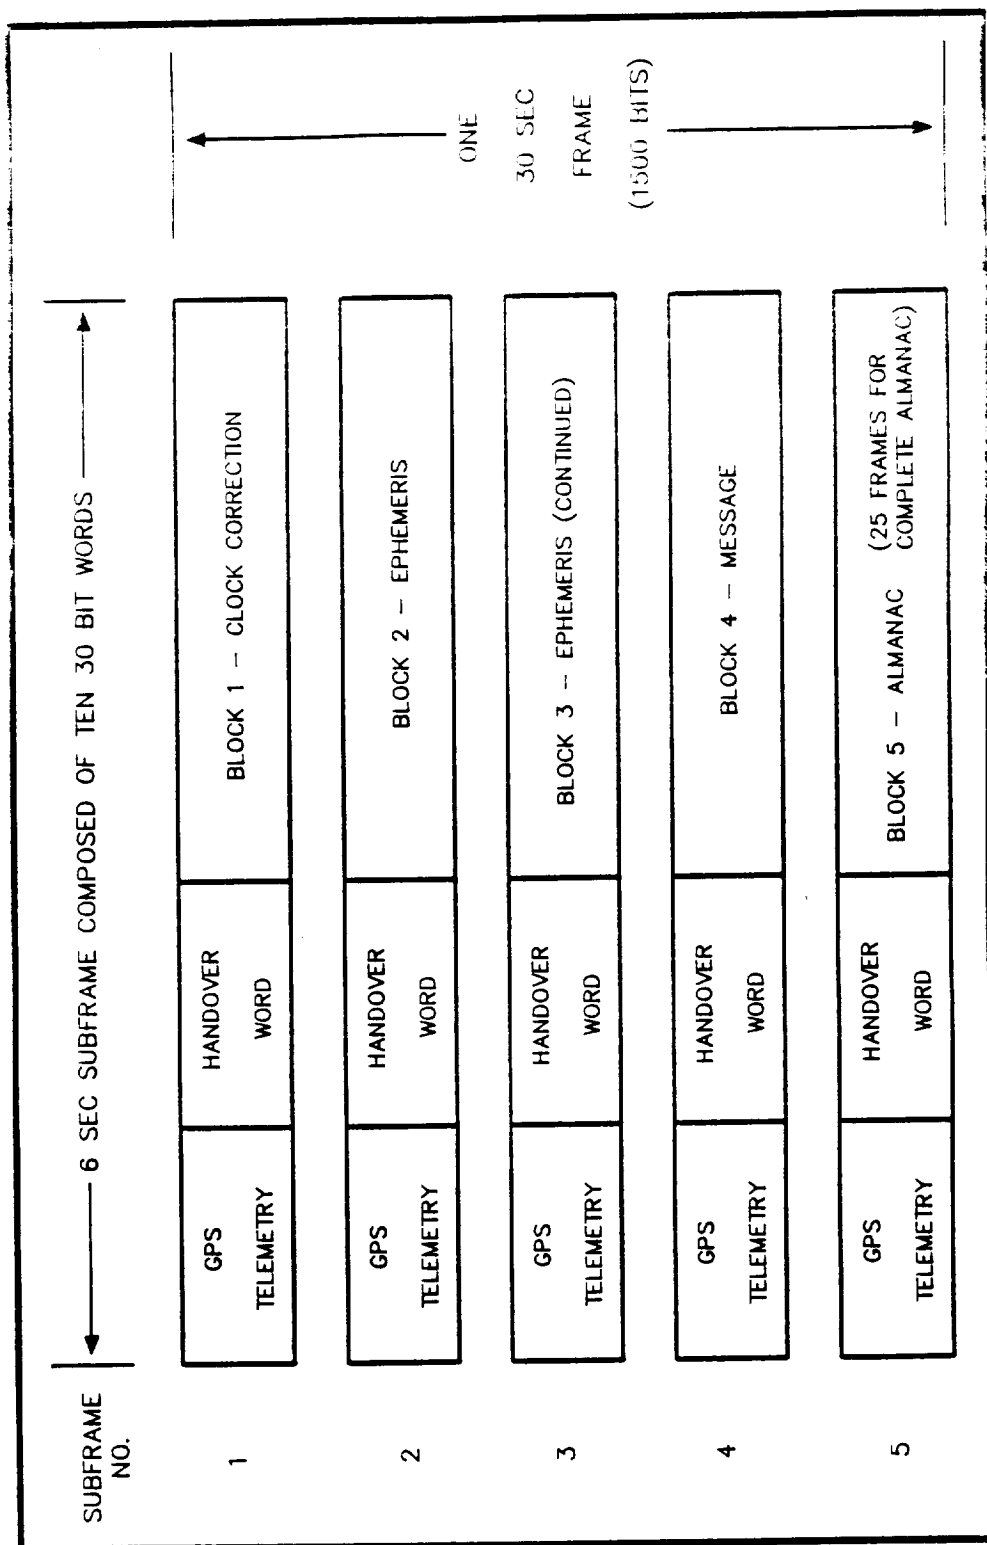 SUBFRAME
NO.
6 SEC SUBFRAME COMPOSED OF TEN 30 BIT WORDS
1
GPS
TELEMETRY
HANDOVER
WORD
BLOCK 1 – CLOCK CORRECTION
2
GPS
TELEMETRY
HANDOVER
WORD
BLOCK 2 – EPHEMERIS
3
GPS
TELEMETRY
HANDOVER
WORD
BLOCK 3 – EPHEMERIS (CONTINUED)
4
GPS
TELEMETRY
HANDOVER
WORD
BLOCK 4 – MESSAGE
5
GPS
TELEMETRY
HANDOVER
WORD
BLOCK 5 – ALMANAC
(25 FRAMES FOR
COMPLETE ALMANAC)
ONE
30 SEC
FRAME
(1500 BITS)